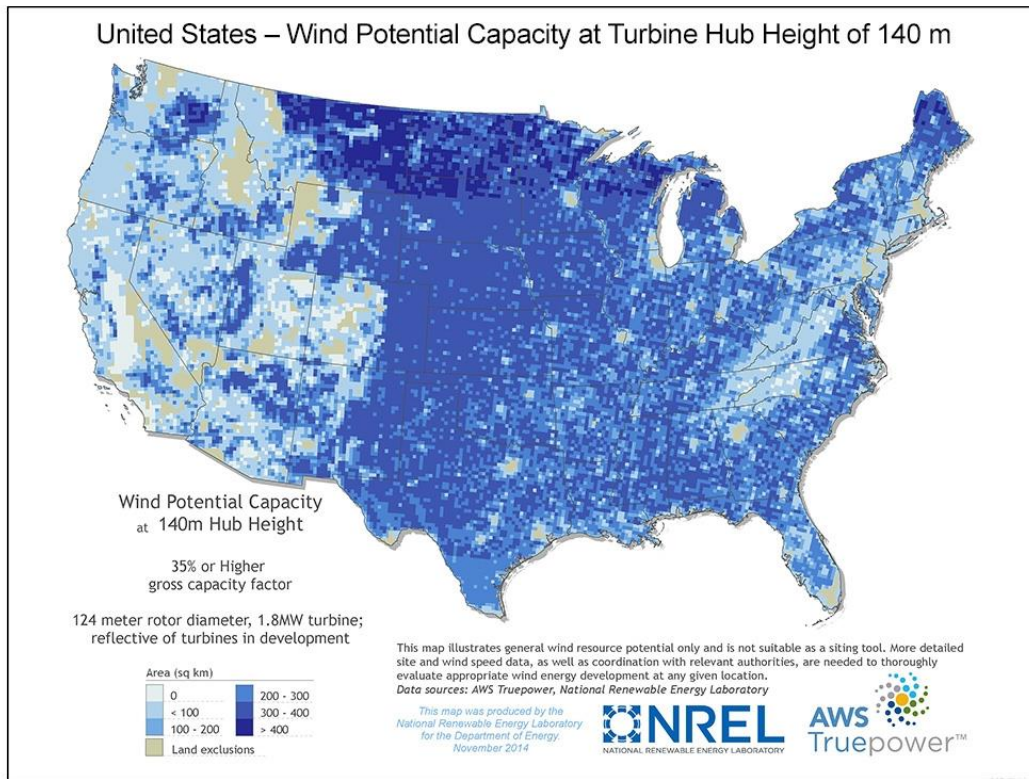 United States – Wind Potential Capacity at Turbine Hub Height of 140 m
Wind Potential Capacity
at 140m Hub Height
35% or Higher
gross capacity factor
124 meter rotor diameter, 1.8MW turbine;
reflective of turbines in development
Area (sq km)
0
< 100
100 - 200
200 - 300
300 - 400
> 400
Land exclusions
This map illustrates general wind resource potential only and is not suitable as a siting tool. More detailed
site and wind speed data, as well as coordination with relevant authorities, are needed to thoroughly
evaluate appropriate wind energy development at any given location.
Data sources: AWS Truepower, National Renewable Energy Laboratory
This map was produced by the
National Renewable Energy Laboratory
for the Department of Energy.
November 2014
NREL
NATIONAL RENEWABLE ENERGY LABORATORY
AWS
Truepower™